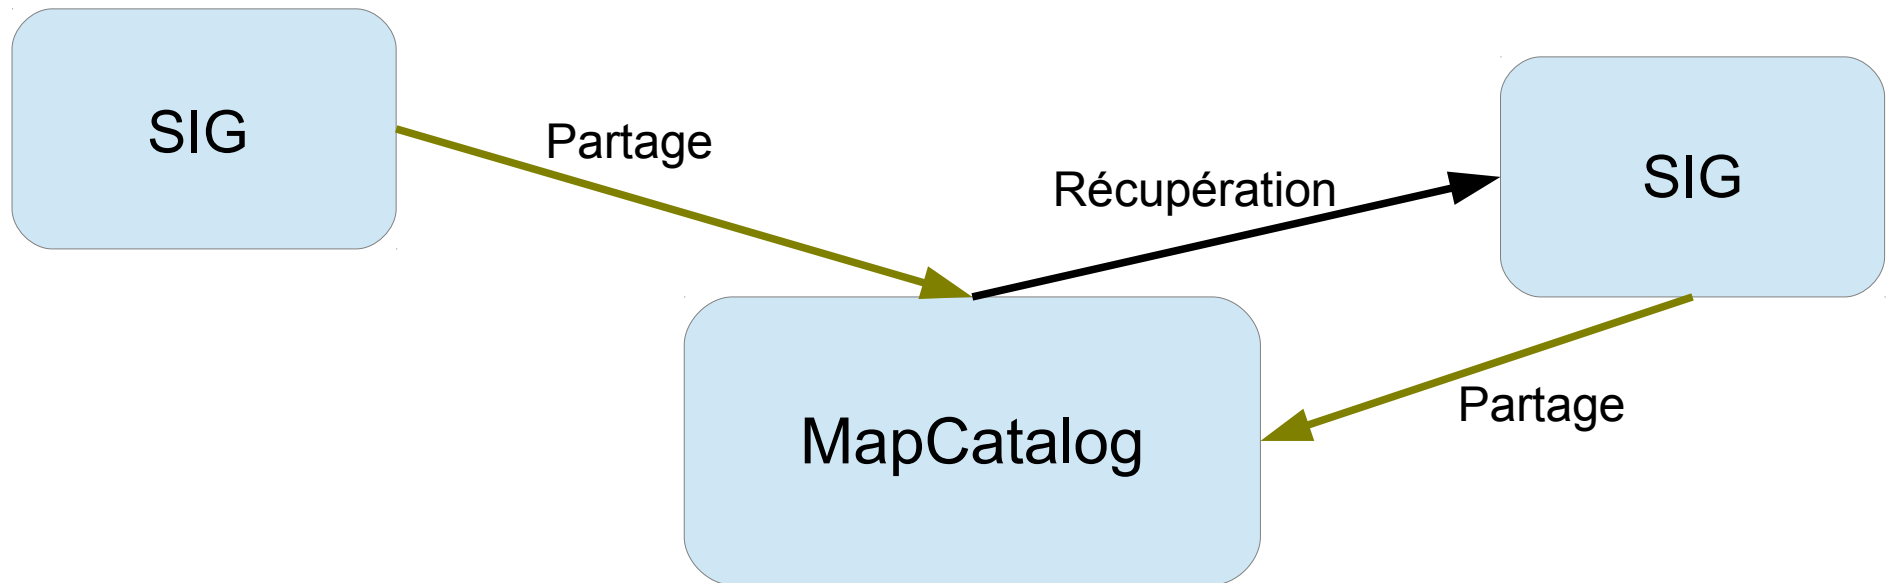 SIG
Partage
Récupération
SIG
Partage
MapCatalog